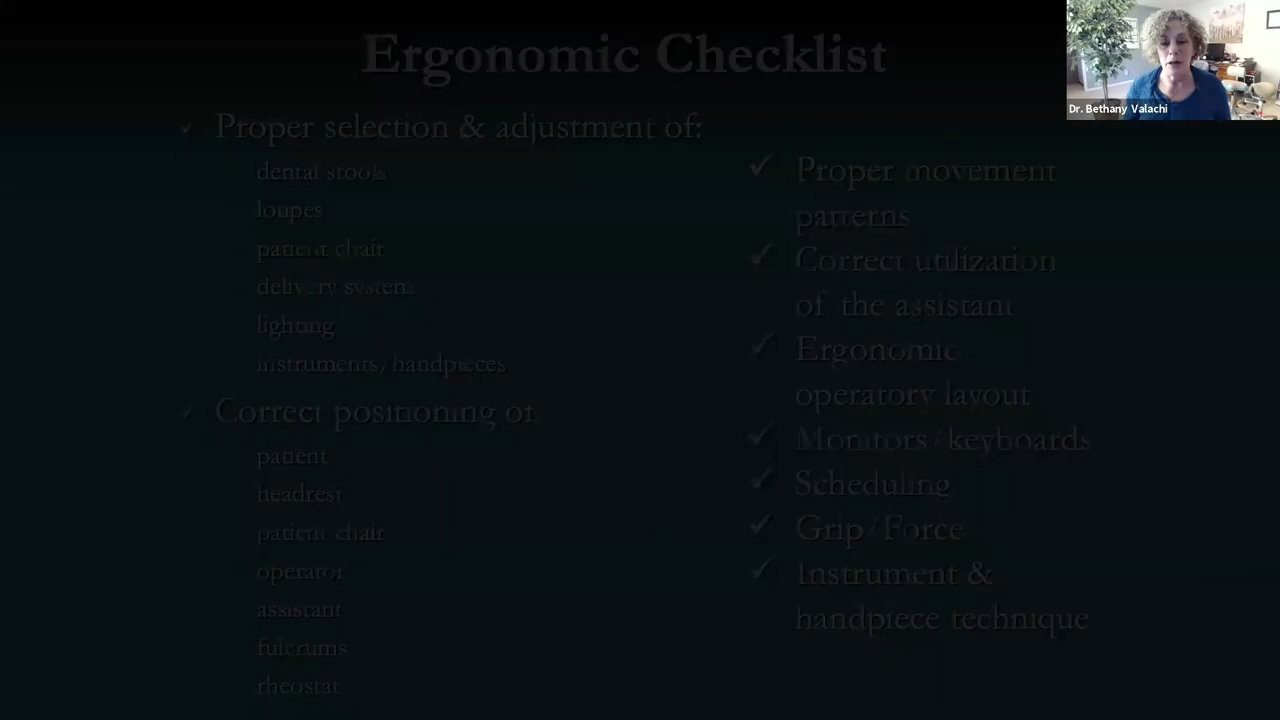 Ergonomic Checklist
Dr. Bethany Valachi
✓ Proper selection & adjustment of:
dental stools
loupes
patient chair
delivery system
lighting
instruments/handpieces
✓ Correct positioning of
patient
headrest
patient chair
operator
assistant
fulcrums
rheostat
✓ Proper movement
patterns
✓ Correct utilization
of the assistant
✓ Ergonomic
operatory layout
✓ Monitors/keyboards
✓ Scheduling
✓ Grip/Force
✓ Instrument &
handpiece technique